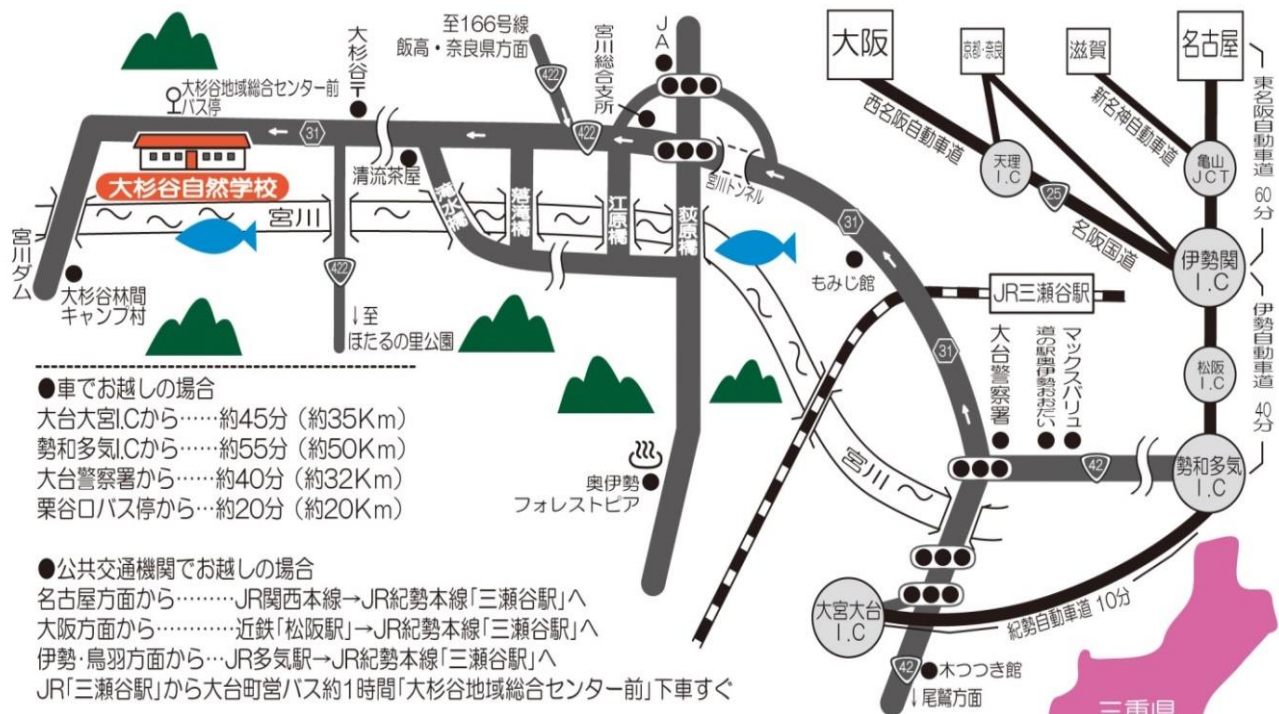 至166号線
飯高・奈良県方面
422
大杉谷〒
宮川総合支所
JA
大杉谷地域総合センター前
バス停
31
422
大杉谷自然学校
清流茶屋
宮川トンネル
滝水橋
落滝橋
江原橋
荻原橋
宮川
宮川ダム
大杉谷林間
キャンプ村
422
↓至
ほたるの里公園
もみじ館
31
31
JR三瀬谷駅
大台警察署
道の駅奥伊勢おおだい
マックスバリュ
宮川
42
奥伊勢
フォレストピア
大阪
京都・奈良
滋賀
名古屋
西名阪自動車道
新名神自動車道
東名阪自動車道 60分
天理
I.C
亀山
JCT
25
名阪国道
伊勢関
I.C
伊勢自動車道 40分
松阪
I.C
勢和多気
I.C
大宮大台
I.C
紀勢自動車道 10分
42
木つつき館
↓尾鷲方面
三重県
●車でお越しの場合
大台大宮I.Cから……約45分（約35Km）
勢和多気I.Cから……約55分（約50Km）
大台警察署から……約40分（約32Km）
栗谷口バス停から…約20分（約20Km）
●公共交通機関でお越しの場合
名古屋方面から………JR関西本線→JR紀勢本線「三瀬谷駅」へ
大阪方面から…………近鉄「松阪駅」→JR紀勢本線「三瀬谷駅」へ
伊勢・鳥羽方面から…JR多気駅→JR紀勢本線「三瀬谷駅」へ
JR「三瀬谷駅」から大台町営バス約1時間「大杉谷地域総合センター前」下車すぐ